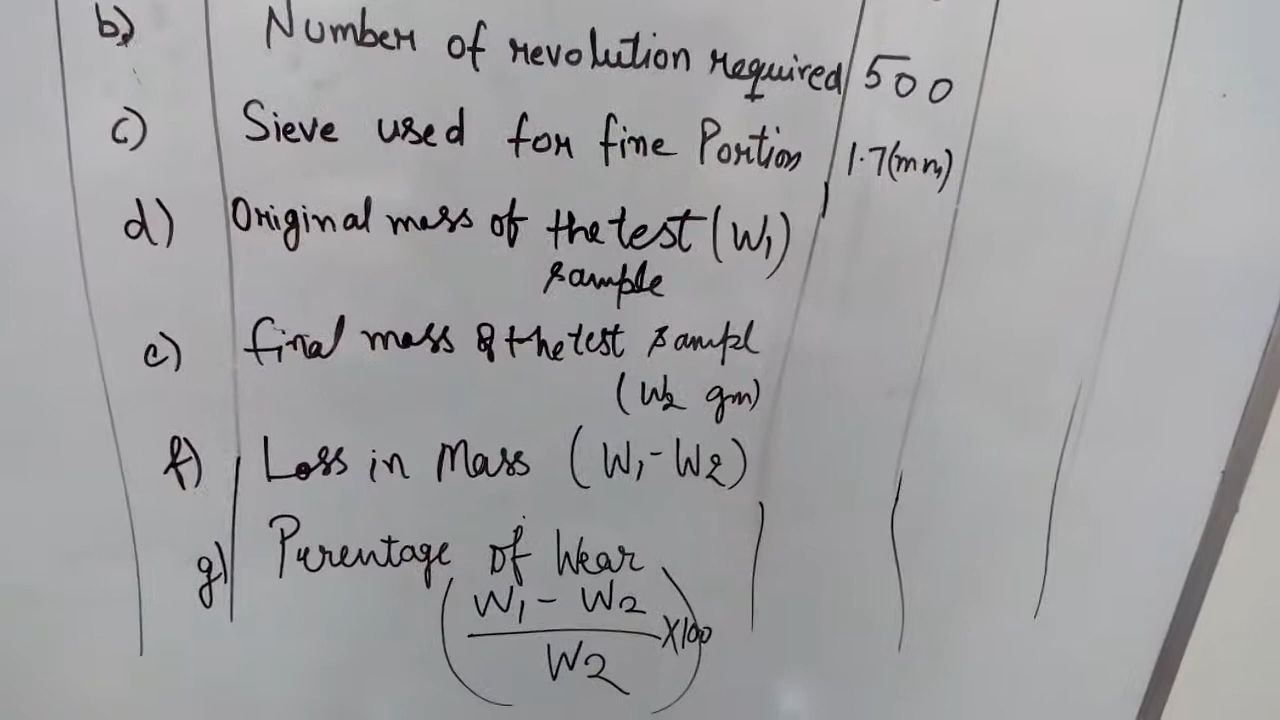 b) Number of revolution required 500
c) Sieve used for fine Portion 1.7(mm)
d) Original mass of the test (W1)
sample
e) final mass of the test sampl
(W2 gm)
f) Loss in Mass (W1-W2)
g) Perentage of Wear
(W1 - W2
W2 X100)